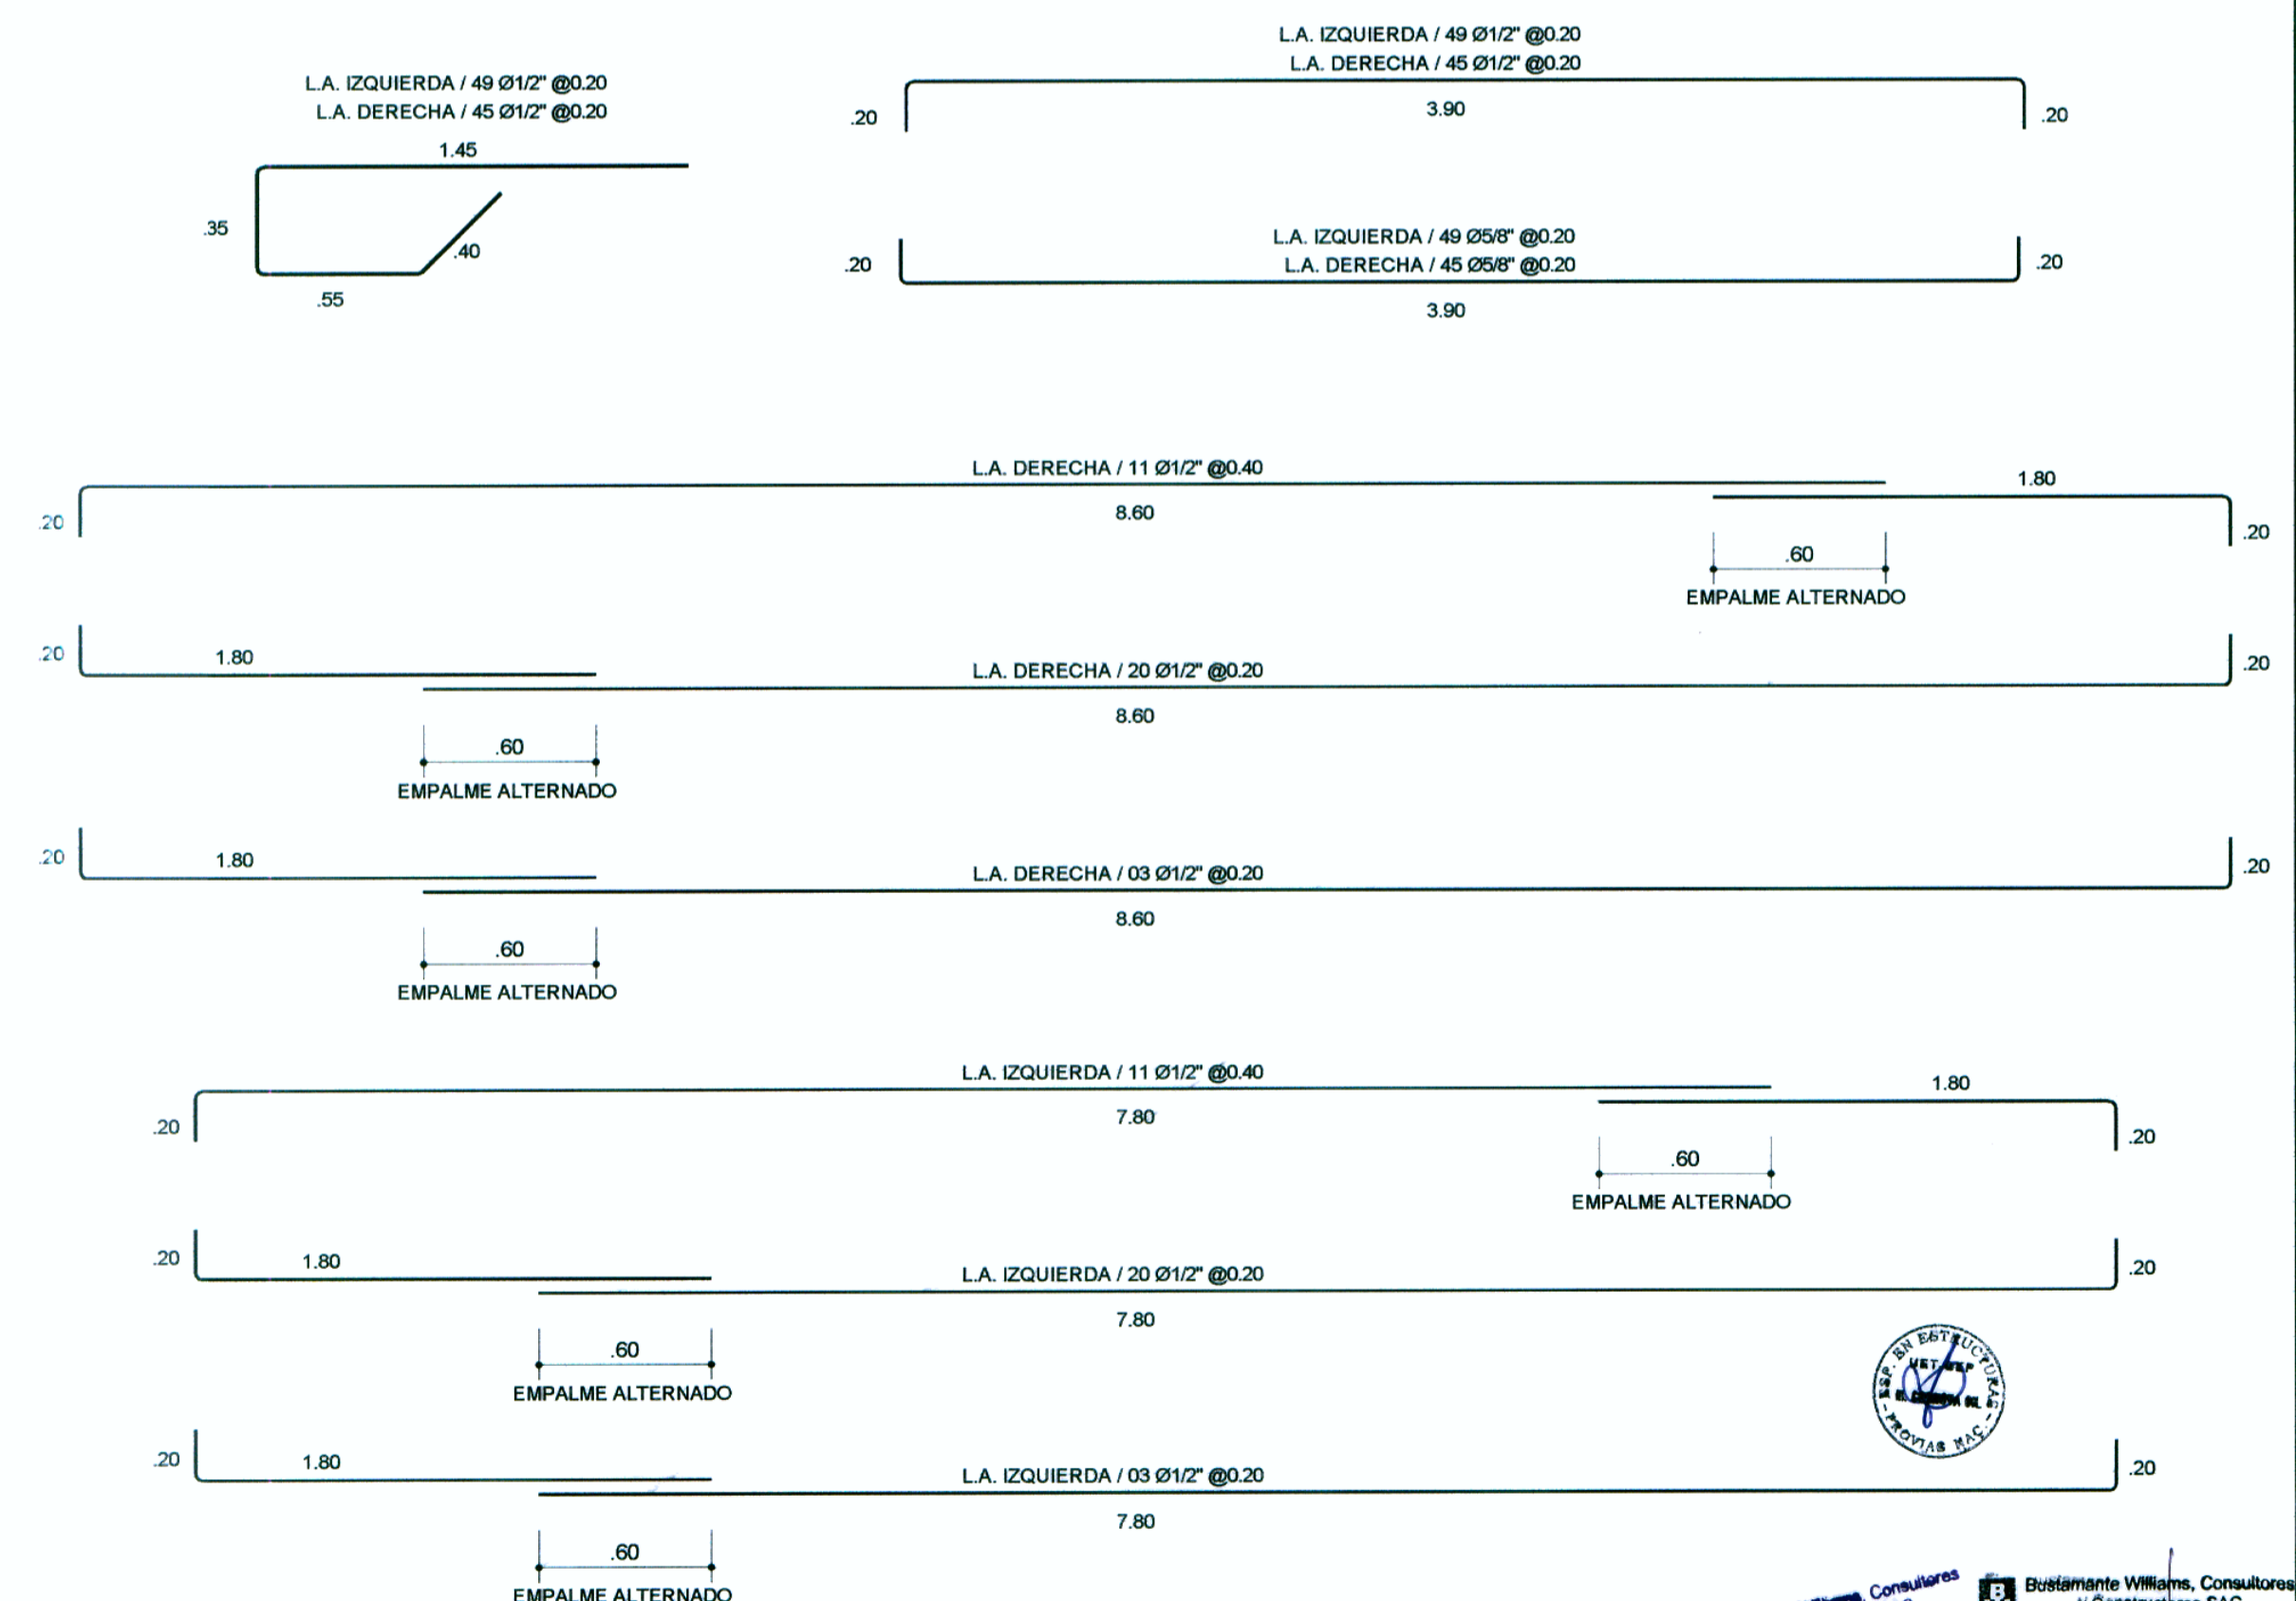 L.A. IZQUIERDA / 49 Ø1/2" @0.20
L.A. DERECHA / 45 Ø1/2" @0.20
1.45
.35
.40
.55
L.A. IZQUIERDA / 49 Ø1/2" @0.20
L.A. DERECHA / 45 Ø1/2" @0.20
.20
3.90
.20
L.A. IZQUIERDA / 49 Ø5/8" @0.20
L.A. DERECHA / 45 Ø5/8" @0.20
.20
.20
3.90
L.A. DERECHA / 11 Ø1/2" @0.40
1.80
.20
8.60
.20
.60
EMPALME ALTERNADO
.20
1.80
L.A. DERECHA / 20 Ø1/2" @0.20
.20
8.60
.60
EMPALME ALTERNADO
.20
1.80
L.A. DERECHA / 03 Ø1/2" @0.20
.20
8.60
.60
EMPALME ALTERNADO
L.A. IZQUIERDA / 11 Ø1/2" @0.40
1.80
.20
7.80
.20
.60
EMPALME ALTERNADO
.20
1.80
L.A. IZQUIERDA / 20 Ø1/2" @0.20
.20
7.80
.60
EMPALME ALTERNADO
ESP. EN ESTRUCTURAS
PROVIAS NAC.
.20
1.80
L.A. IZQUIERDA / 03 Ø1/2" @0.20
.20
7.80
.60
EMPALME ALTERNADO
Consultores
B
Bustamante Williams, Consultores